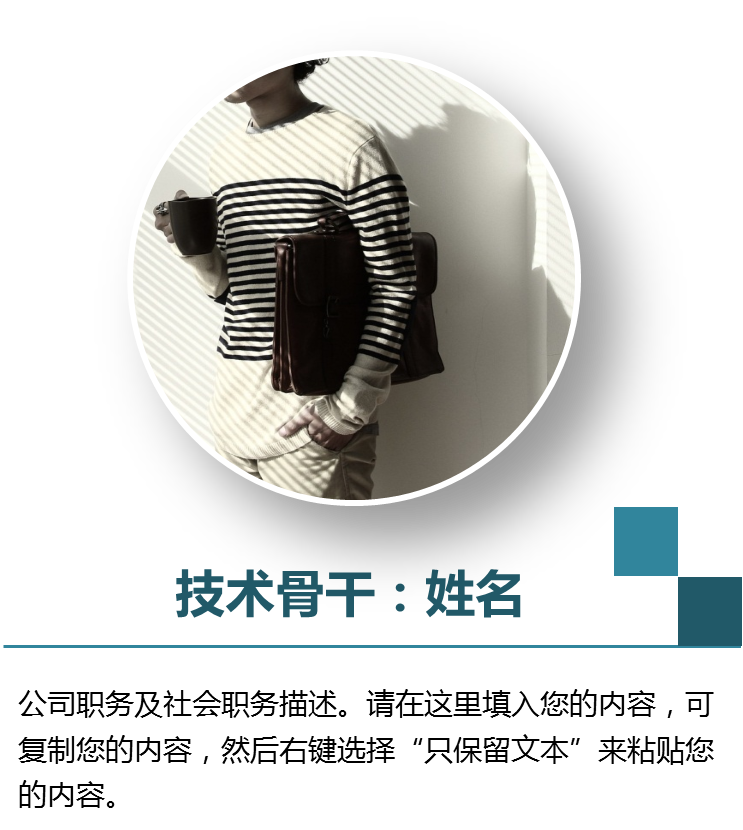 技术骨干：姓名
公司职务及社会职务描述。请在这里填入您的内容，可
复制您的内容，然后右键选择“只保留文本”来粘贴您
的内容。